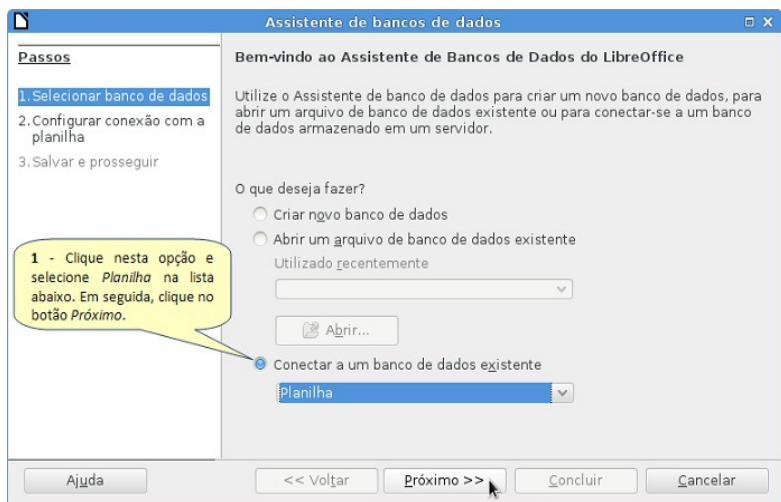 Assistente de bancos de dados
Passos
1.Selecionar banco de dados
2.Configurar conexão com a
planilha
3.Salvar e prosseguir
Bem-vindo ao Assistente de Bancos de Dados do LibreOffice
Utilize o Assistente de banco de dados para criar um novo banco de dados, para
abrir um arquivo de banco de dados existente ou para conectar-se a um banco
de dados armazenado em um servidor.
O que deseja fazer?
Criar novo banco de dados
Abrir um arquivo de banco de dados existente
Utilizado recentemente
Abrir...
1 - Clique nesta opção e
selecione Planilha na lista
abaixo. Em seguida, clique no
botão Próximo.
Conectar a um banco de dados existente
Planilha
Ajuda
<< Voltar
Próximo >>
Concluir
Cancelar